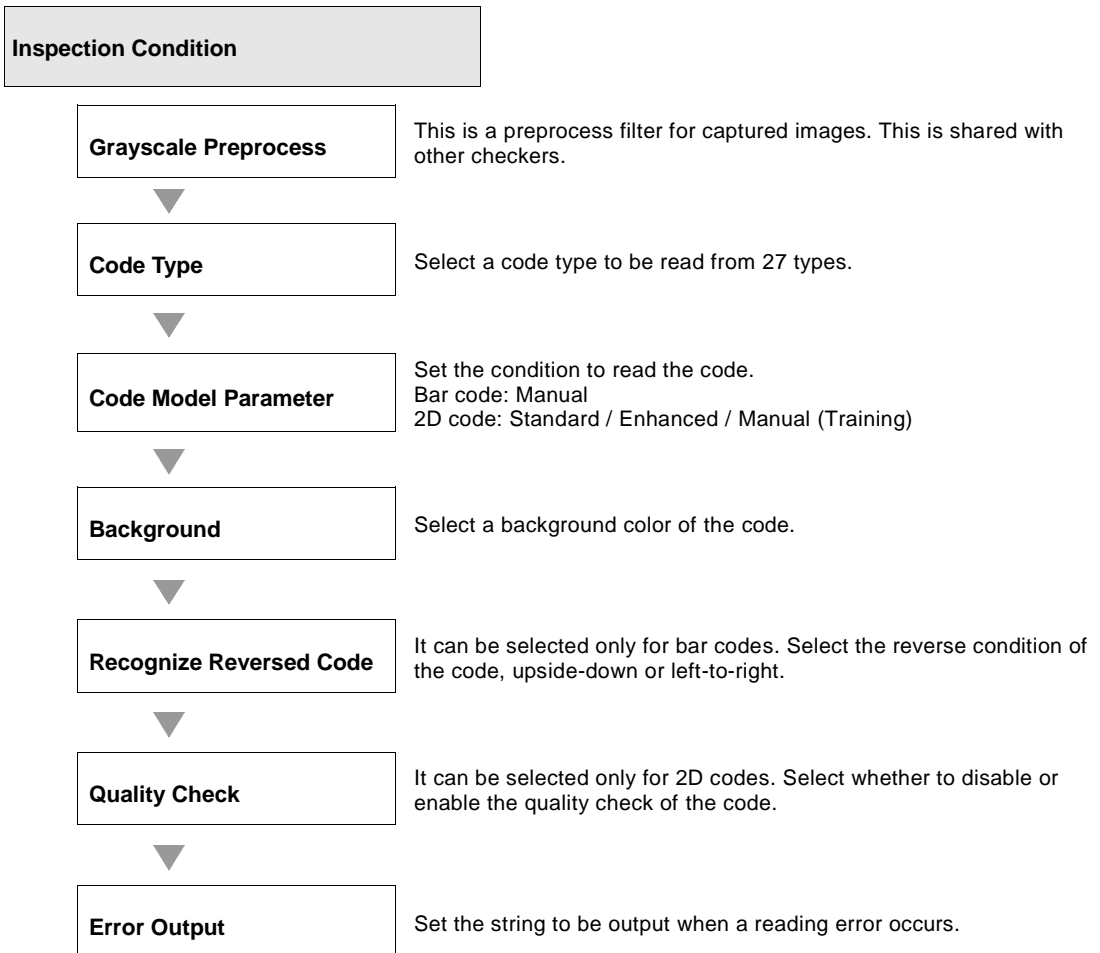 Inspection Condition
Grayscale Preprocess
This is a preprocess filter for captured images. This is shared with
other checkers.
Code Type
Select a code type to be read from 27 types.
Code Model Parameter
Set the condition to read the code.
Bar code: Manual
2D code: Standard / Enhanced / Manual (Training)
Background
Select a background color of the code.
Recognize Reversed Code
It can be selected only for bar codes. Select the reverse condition of
the code, upside-down or left-to-right.
Quality Check
It can be selected only for 2D codes. Select whether to disable or
enable the quality check of the code.
Error Output
Set the string to be output when a reading error occurs.